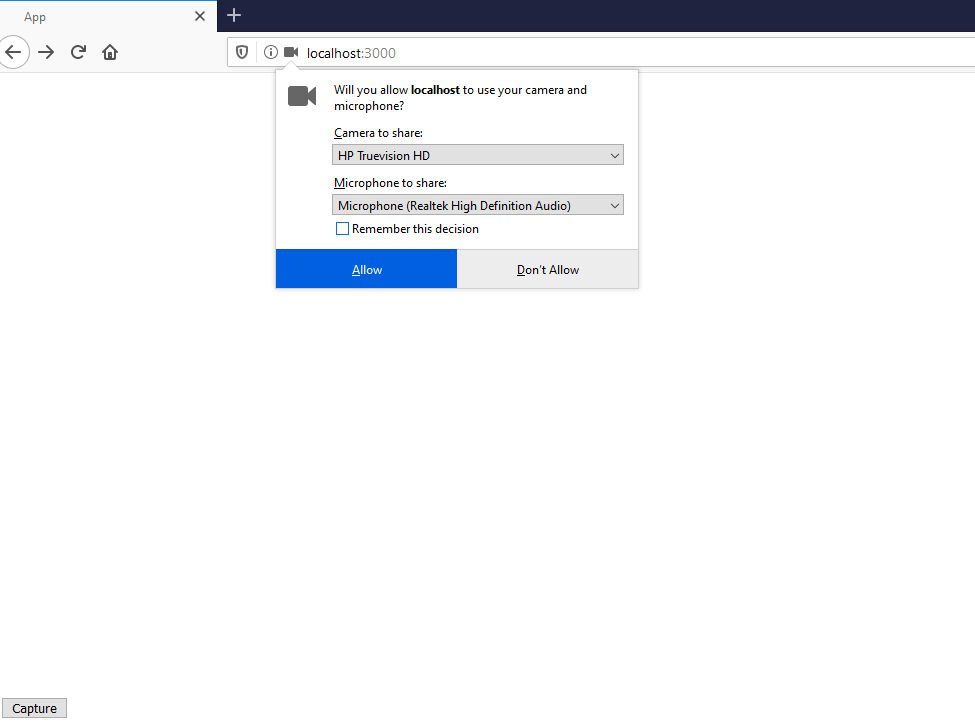 App
localhost:3000
Will you allow localhost to use your camera and
microphone?
Camera to share:
HP Truevision HD
Microphone to share:
Microphone (Realtek High Definition Audio)
Remember this decision
Allow
Don't Allow
Capture